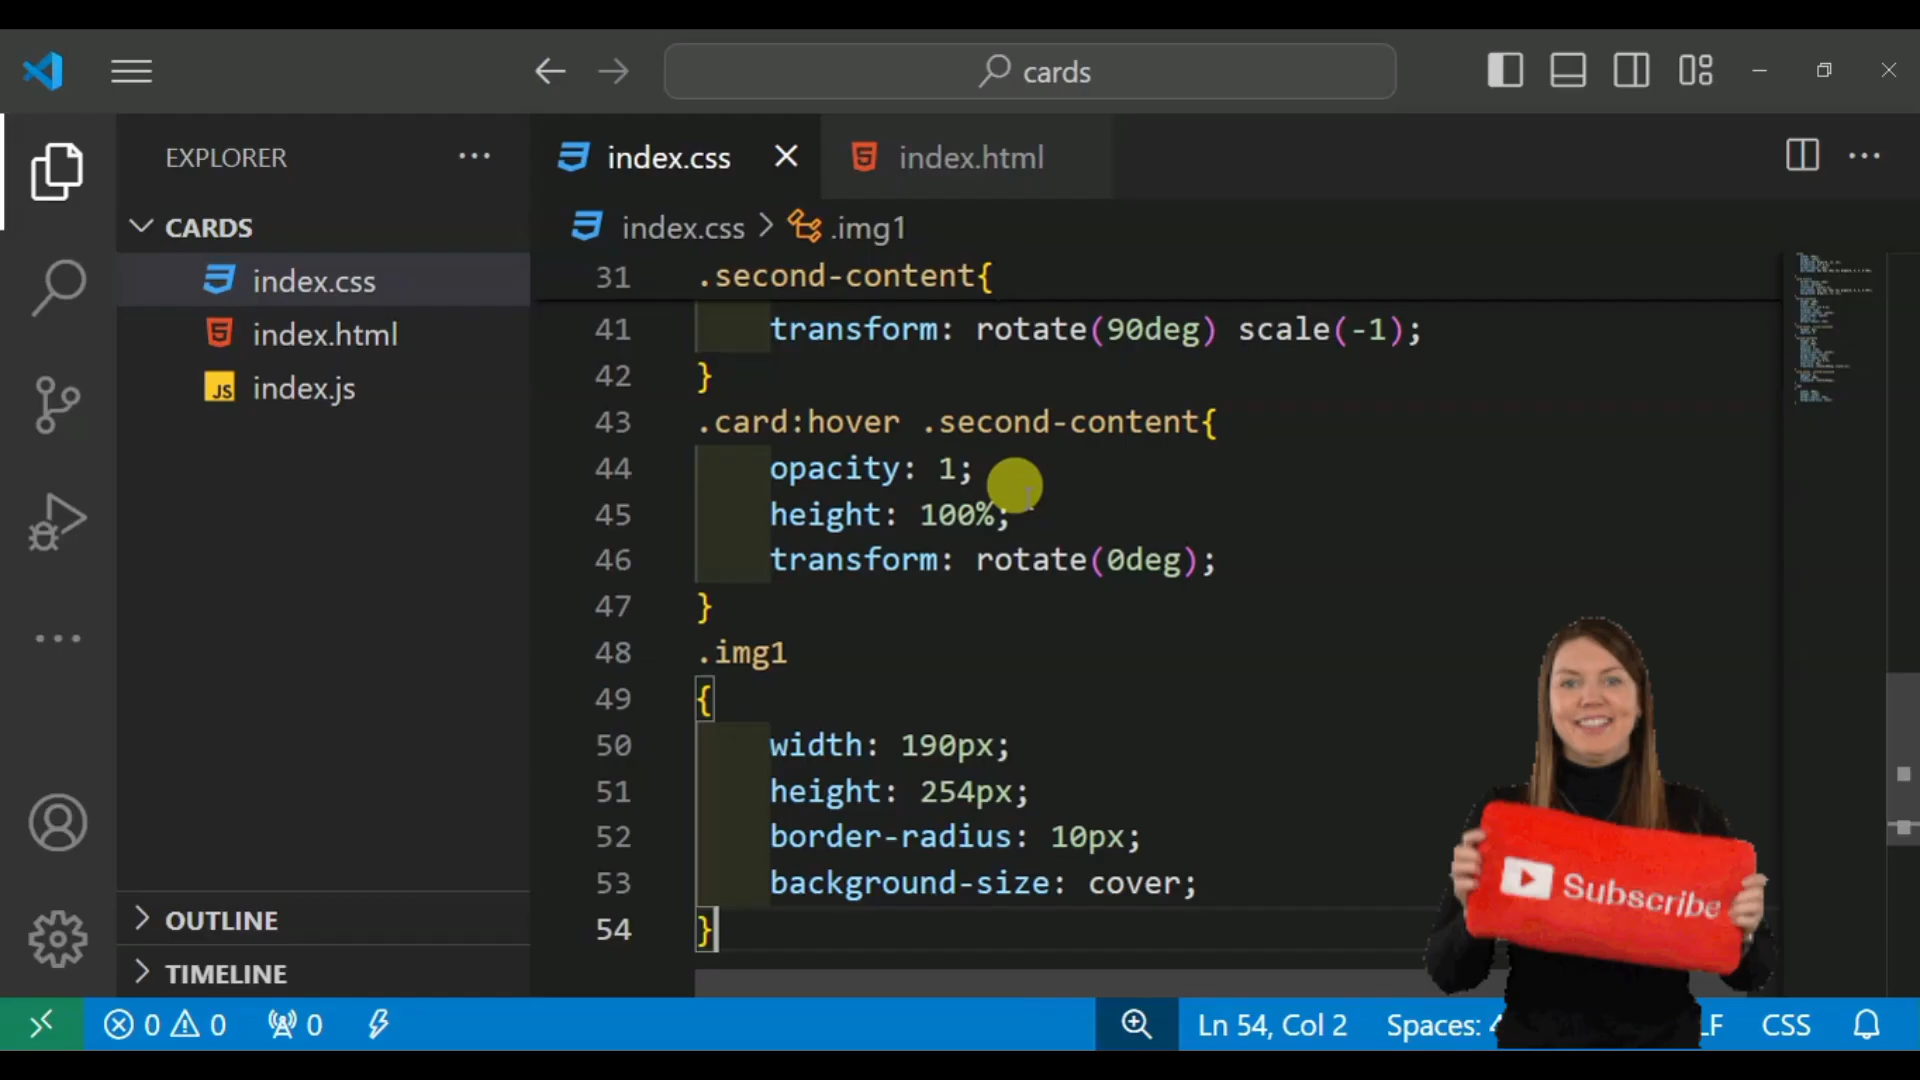 cards
EXPLORER
index.css
index.html
CARDS
index.css > .img1
index.css
index.html
JS index.js
31 .second-content{
41 transform: rotate(90deg) scale(-1);
42 }
43 .card:hover .second-content{
44 opacity: 1;
45 height: 100%;
46 transform: rotate(0deg);
47 }
48 .img1
49 {
50 width: 190px;
51 height: 254px;
52 border-radius: 10px;
53 background-size: cover;
54 }
Subscribe
OUTLINE
TIMELINE
0 0 0 Ln 54, Col 2 Spaces: LF CSS